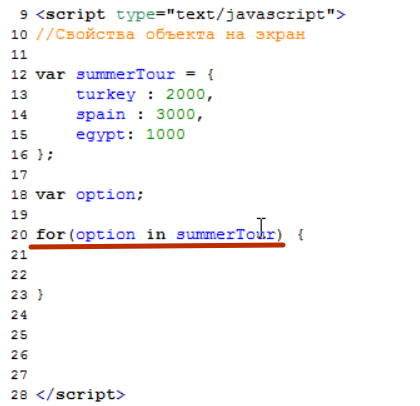 9 <script type="text/javascript">
10 //Свойства объекта на экран
11
12 var summerTour = {
13 turkey : 2000,
14 spain : 3000,
15 egypt: 1000
16 };
17
18 var option;
19
20 for(option in summerTour) {
21
22
23 }
24
25
26
27
28 </script>